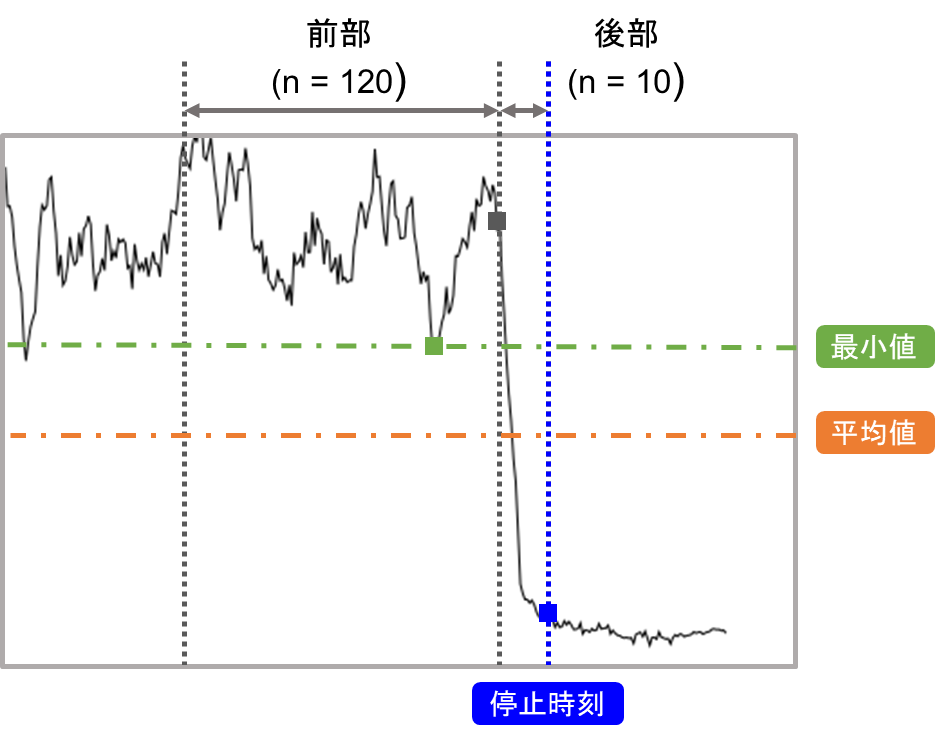 前部
(n = 120)
後部
(n = 10)
最小値
平均値
停止時刻